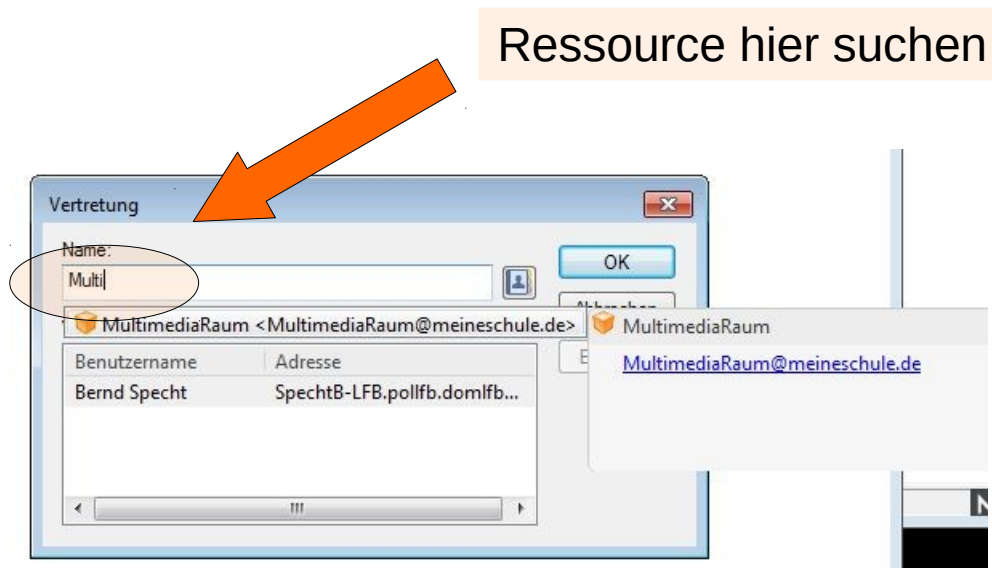 Ressource hier suchen
Vertretung
Name:
OK
Multi
MultimediaRaum <MultimediaRaum@meineschule.de>
MultimediaRaum
Benutzername Adresse
MultimediaRaum@meineschule.de
Bernd Specht SpechtB-LFB.pollfb.domlfb...